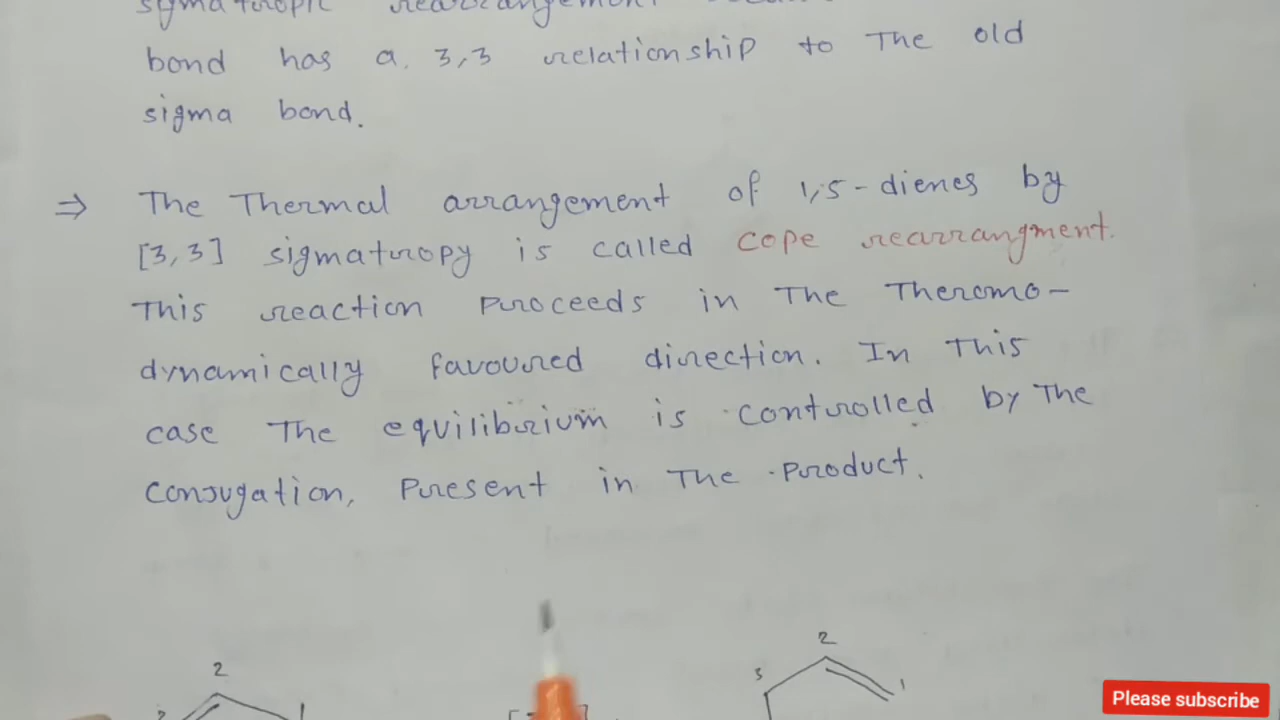 sigmatropic rearrangement
bond has a 3,3 relationship to The old
sigma bond.
⇒ The Thermal arrangement of 1,5-dienes by
[3,3] sigmatropy is called Cope rearrangment.
This reaction proceeds in The Theromo-
dynamically favoured direction. In This
case The equilibrium is controlled by The
Conjugation, Present in The Product.
2
2
3
1
Please subscribe